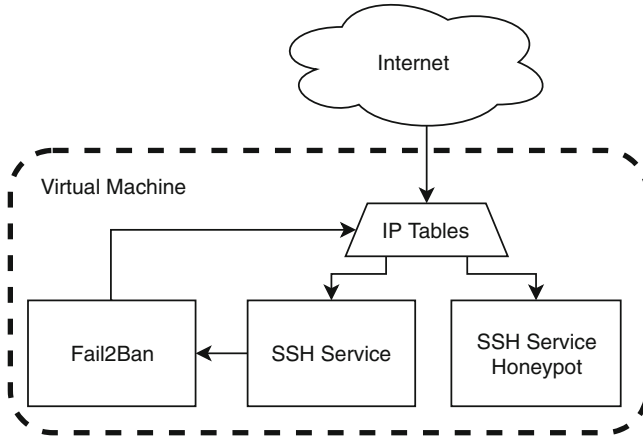 Internet
Virtual Machine
IP Tables
Fail2Ban
SSH Service
SSH Service
Honeypot